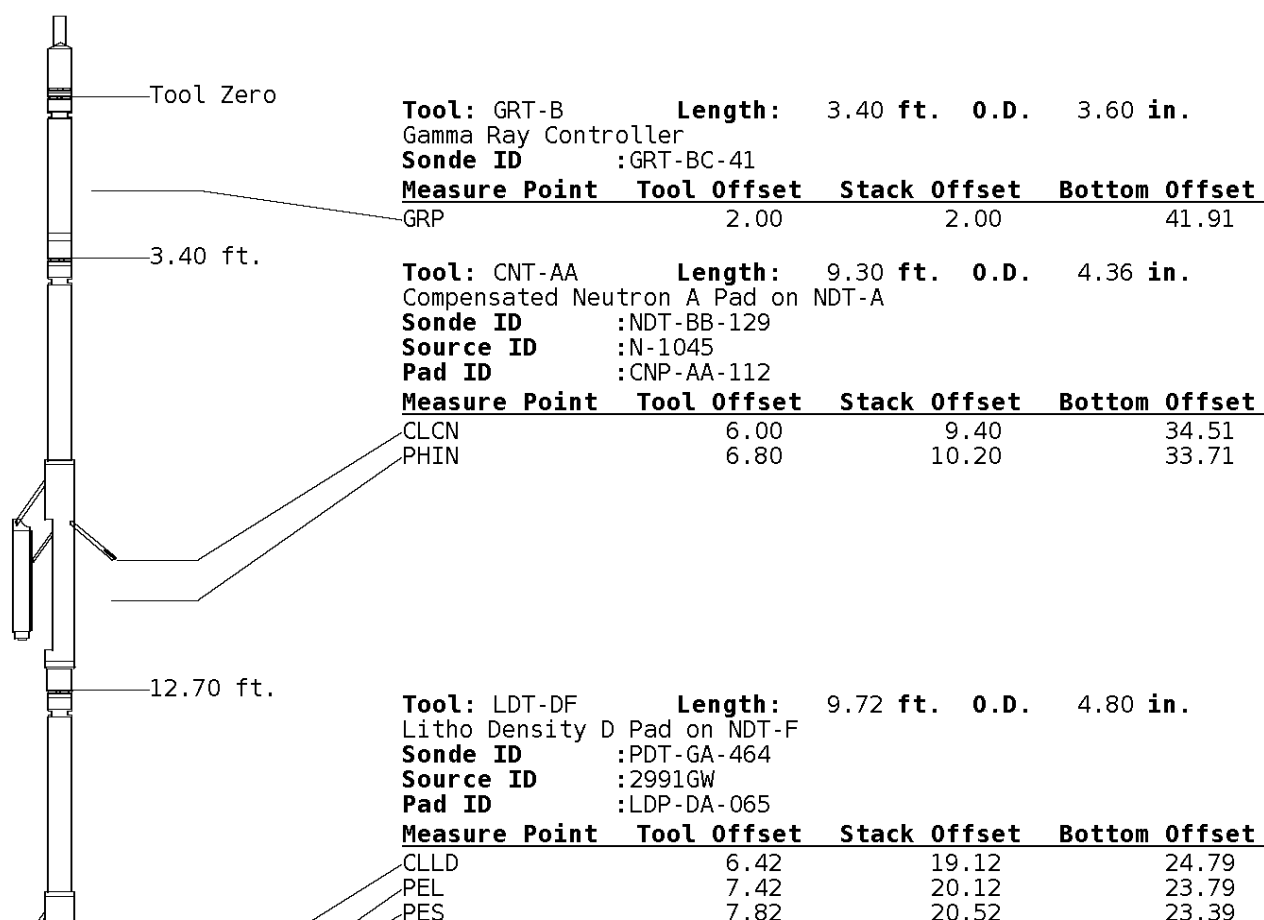 Tool Zero
Tool: GRT-B Length: 3.40 ft. O.D. 3.60 in.
Gamma Ray Controller
Sonde ID :GRT-BC-41
Measure Point Tool Offset Stack Offset Bottom Offset
GRP 2.00 2.00 41.91
3.40 ft.
Tool: CNT-AA Length: 9.30 ft. O.D. 4.36 in.
Compensated Neutron A Pad on NDT-A
Sonde ID :NDT-BB-129
Source ID :N-1045
Pad ID :CNP-AA-112
Measure Point Tool Offset Stack Offset Bottom Offset
CLCN 6.00 9.40 34.51
PHIN 6.80 10.20 33.71
12.70 ft.
Tool: LDT-DF Length: 9.72 ft. O.D. 4.80 in.
Litho Density D Pad on NDT-F
Sonde ID :PDT-GA-464
Source ID :2991GW
Pad ID :LDP-DA-065
Measure Point Tool Offset Stack Offset Bottom Offset
CLLD 6.42 19.12 24.79
PEL 7.42 20.12 23.79
PES 7.82 20.52 23.39